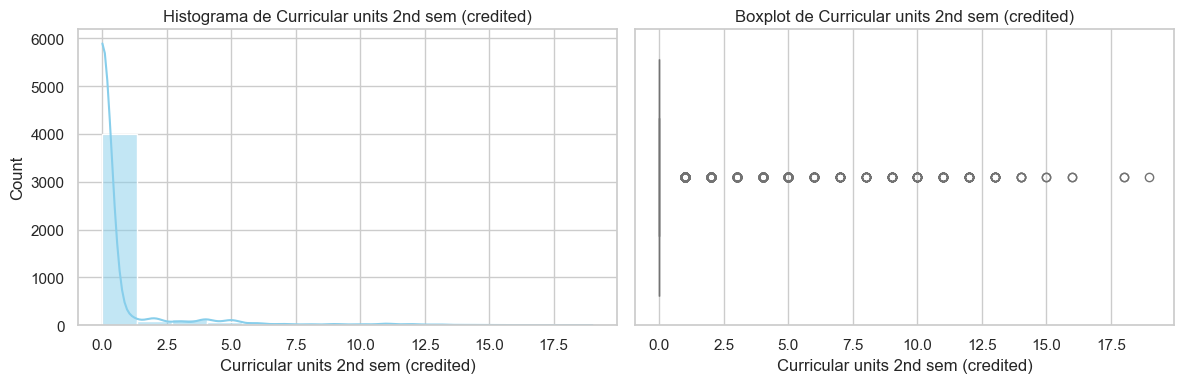 Histograma de Curricular units 2nd sem (credited)
6000
5000
4000
3000
2000
1000
0
Count
0.0 2.5 5.0 7.5 10.0 12.5 15.0 17.5
Curricular units 2nd sem (credited)
Boxplot de Curricular units 2nd sem (credited)
0.0 2.5 5.0 7.5 10.0 12.5 15.0 17.5
Curricular units 2nd sem (credited)